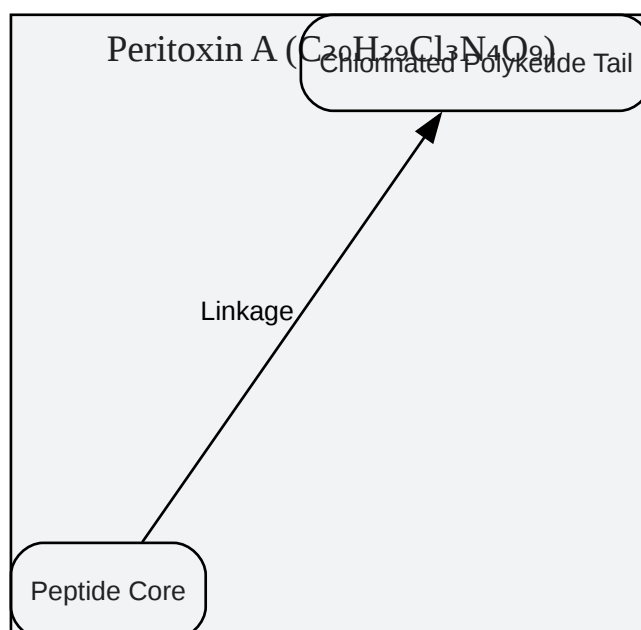 Peritoxin A (C₂₀H₂₉Cl₃N₄O₉)
Chlorinated Polyketide Tail
Linkage
Peptide Core